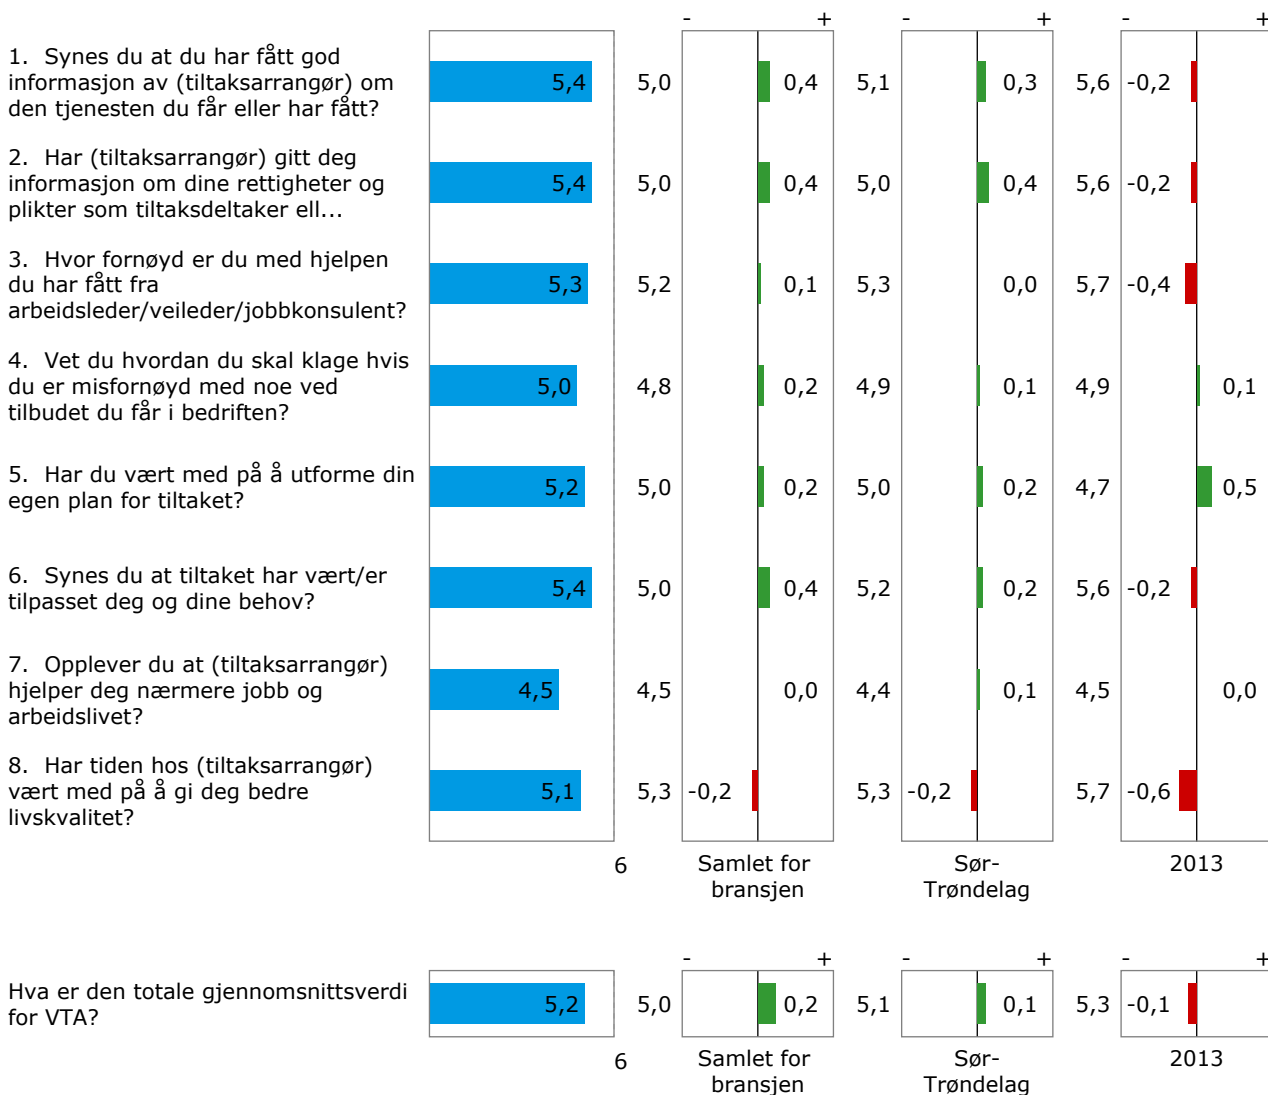 - + - + - +
1. Synes du at du har fått god
informasjon av (tiltaksarrangør) om
den tjenesten du får eller har fått?
5,4 5,0 0,4 5,1 0,3 5,6 -0,2
2. Har (tiltaksarrangør) gitt deg
informasjon om dine rettigheter og
plikter som tiltaksdeltaker ell...
5,4 5,0 0,4 5,0 0,4 5,6 -0,2
3. Hvor fornøyd er du med hjelpen
du har fått fra
arbeidsleder/veileder/jobbkonsulent?
5,3 5,2 0,1 5,3 0,0 5,7 -0,4
4. Vet du hvordan du skal klage hvis
du er misfornøyd med noe ved
tilbudet du får i bedriften?
5,0 4,8 0,2 4,9 0,1 4,9 0,1
5. Har du vært med på å utforme din
egen plan for tiltaket?
5,2 5,0 0,2 5,0 0,2 4,7 0,5
6. Synes du at tiltaket har vært/er
tilpasset deg og dine behov?
5,4 5,0 0,4 5,2 0,2 5,6 -0,2
7. Opplever du at (tiltaksarrangør)
hjelper deg nærmere jobb og
arbeidslivet?
4,5 4,5 0,0 4,4 0,1 4,5 0,0
8. Har tiden hos (tiltaksarrangør)
vært med på å gi deg bedre
livskvalitet?
5,1 5,3 -0,2 5,3 -0,2 5,7 -0,6
6
Samlet for
bransjen
Sør-
Trøndelag
2013
- + - + - +
Hva er den totale gjennomsnittsverdi
for VTA?
5,2 5,0 0,2 5,1 0,1 5,3 -0,1
6
Samlet for
bransjen
Sør-
Trøndelag
2013